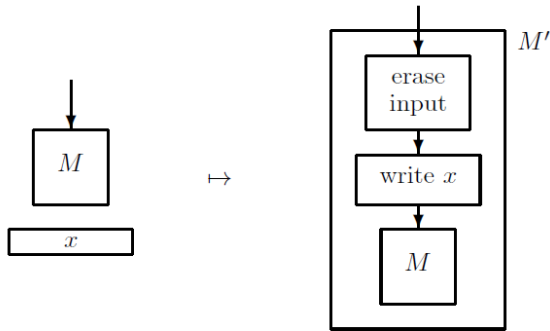 M
x
↦
M′
erase
input
write x
M